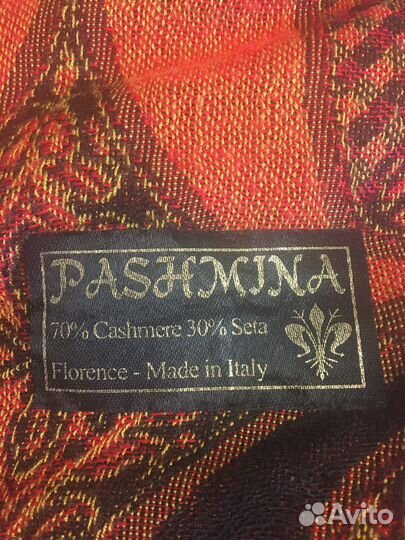 PASHMINA
70% Cashmere 30% Seta
Florence - Made in Italy
Avito